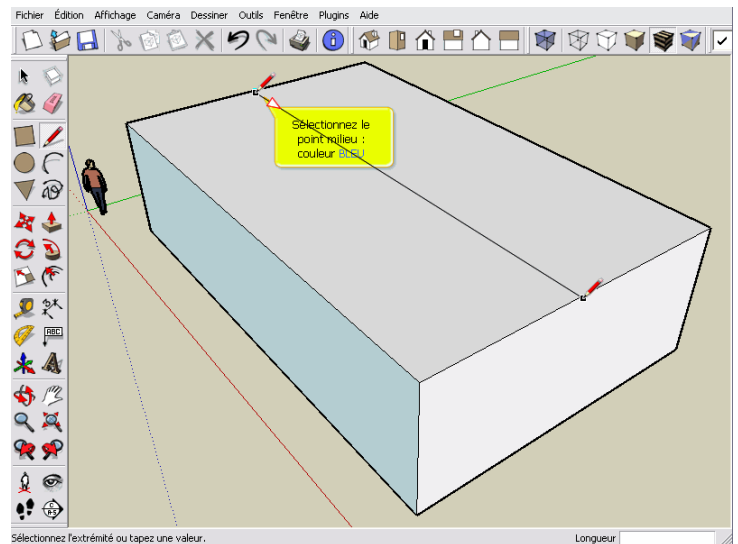 Fichier Édition Affichage Caméra Dessiner Outils Fenêtre Plugins Aide
Sélectionnez le
point milieu :
couleur BLEU
ABC
Sélectionnez l'extrémité ou tapez une valeur.
Longueur